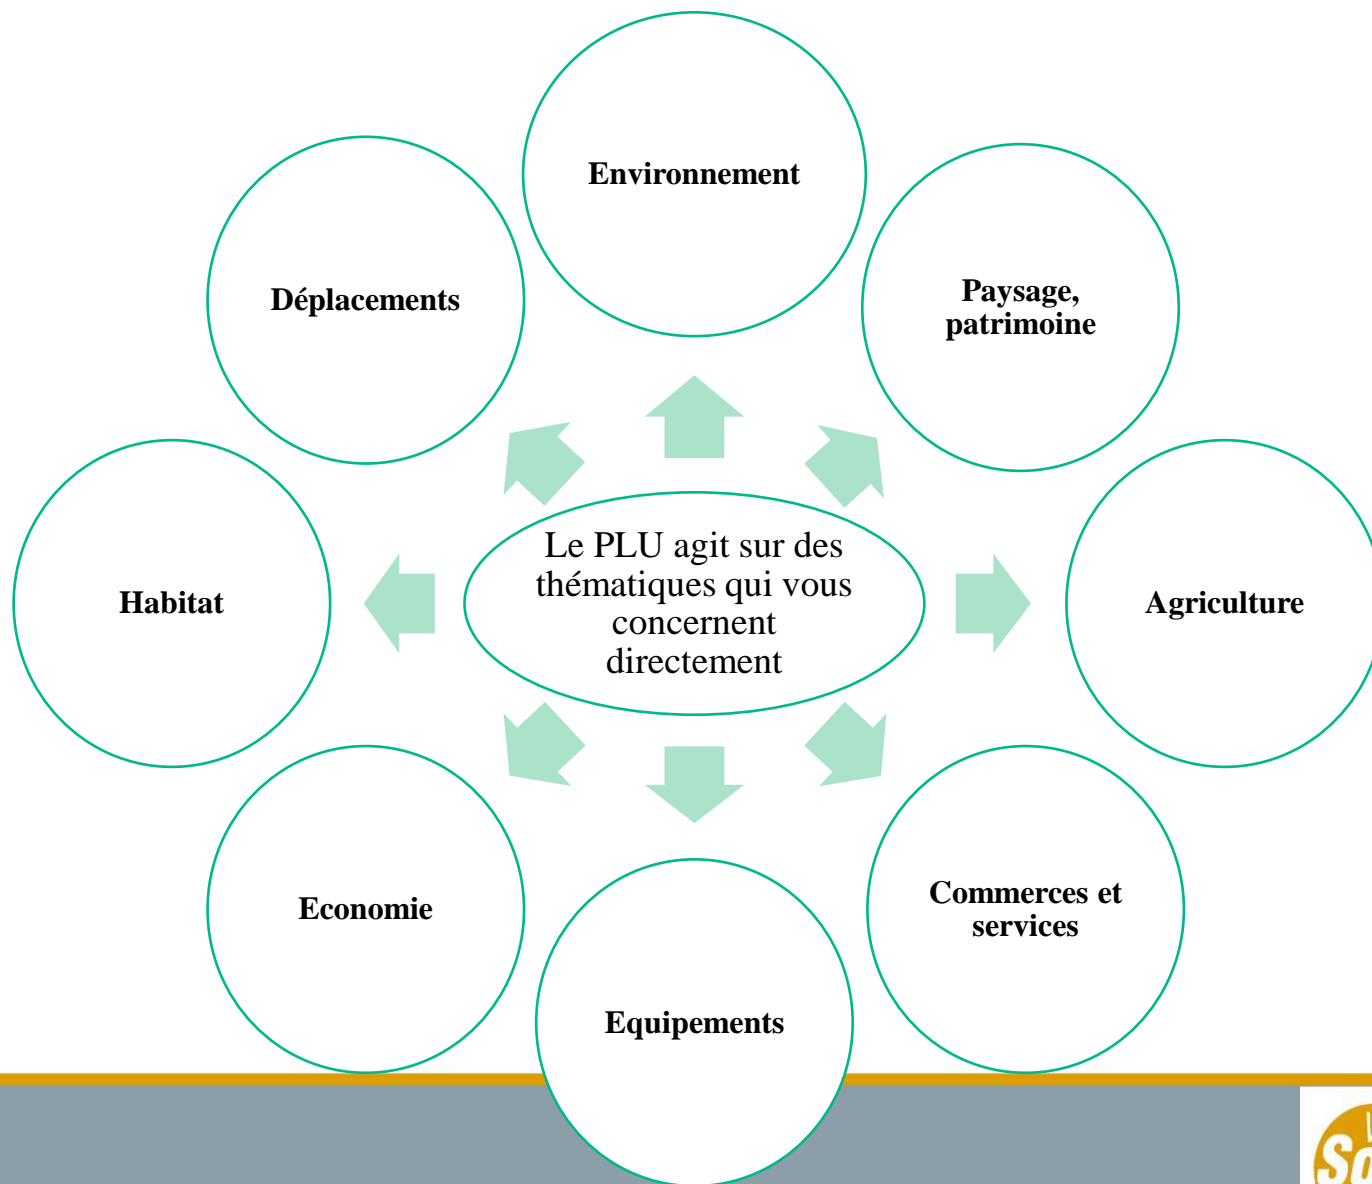 Environnement
Déplacements
Paysage,
patrimoine
Habitat
Le PLU agit sur des
thématiques qui vous
concernent
directement
Agriculture
Economie
Commerces et
services
Equipements